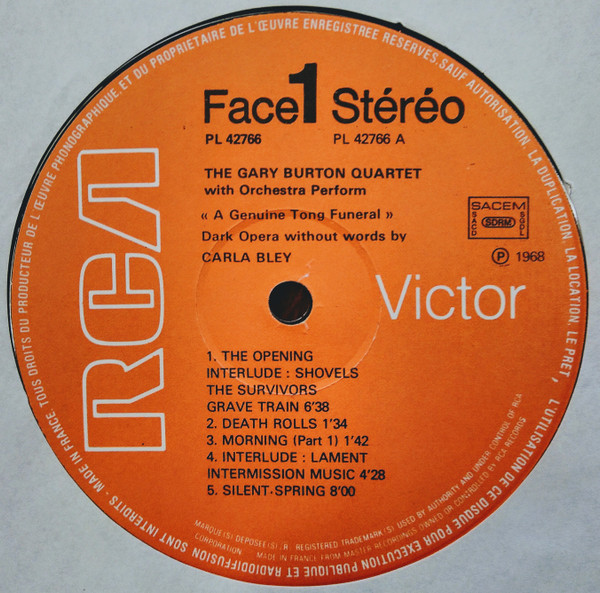 Face 1 Stéréo
PL 42766 PL 42766 A
THE GARY BURTON QUARTET
with Orchestra Perform
« A Genuine Tong Funeral »
Dark Opera without words by
CARLA BLEY
SACEM
SACD SDRM SGDL
℗ 1968
RCA
Victor
1. THE OPENING
INTERLUDE : SHOVELS
THE SURVIVORS
GRAVE TRAIN 6'38
2. DEATH ROLLS 1'34
3. MORNING (Part 1) 1'42
4. INTERLUDE : LAMENT
INTERMISSION MUSIC 4'28
5. SILENT SPRING 8'00
MADE IN FRANCE. TOUS DROITS DU PRODUCTEUR DE L'ŒUVRE PHONOGRAPHIQUE, ET DU PROPRIETAIRE DE L'ŒUVRE ENREGISTREE RESERVES, SAUF AUTORISATION, LA DUPLICATION, LA LOCATION, LE PRET, L'UTILISATION DE CE DISQUE POUR EXECUTION PUBLIQUE ET RADIODIFFUSION SONT INTERDITS.
MARQUE(S) DEPOSEE(S). R. REGISTERED TRADEMARK(S) USED BY AUTHORITY AND UNDER CONTROL OF RCA
CORPORATION MADE IN FRANCE FROM MASTER RECORDINGS OWNED OR CONTROLLED BY RCA RECORDS